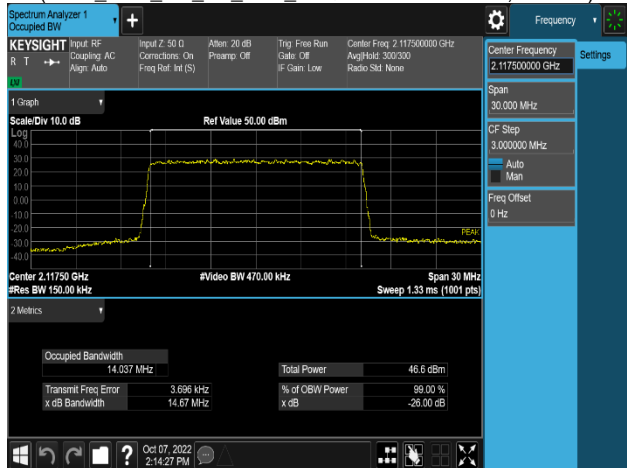 Spectrum Analyzer 1
Occupied BW
Frequency
KEYSIGHT
R T
Input: RF
Coupling: AC
Align: Auto
Input Z: 50 Ω
Corrections: On
Freq Ref: Int (S)
Atten: 20 dB
Preamp: Off
Trig: Free Run
Gate: Off
IF Gain: Low
Center Freq: 2.117500000 GHz
Avg|Hold: 300/300
Radio Std: None
Center Frequency
2.117500000 GHz
Settings
Span
30.000 MHz
CF Step
3.000000 MHz
Auto
Man
Freq Offset
0 Hz
1 Graph
Scale/Div 10.0 dB
Ref Value 50.00 dBm
Log
40.0
30.0
20.0
10.0
0.00
-10.0
-20.0
-30.0
-40.0
PEAK
Center 2.11750 GHz
#Video BW 470.00 kHz
Span 30 MHz
#Res BW 150.00 kHz
Sweep 1.33 ms (1001 pts)
2 Metrics
Occupied Bandwidth
14.037 MHz
Total Power 46.6 dBm
Transmit Freq Error 3.696 kHz
% of OBW Power 99.00 %
x dB Bandwidth 14.67 MHz
x dB -26.00 dB
?
Oct 07, 2022
2:14:27 PM